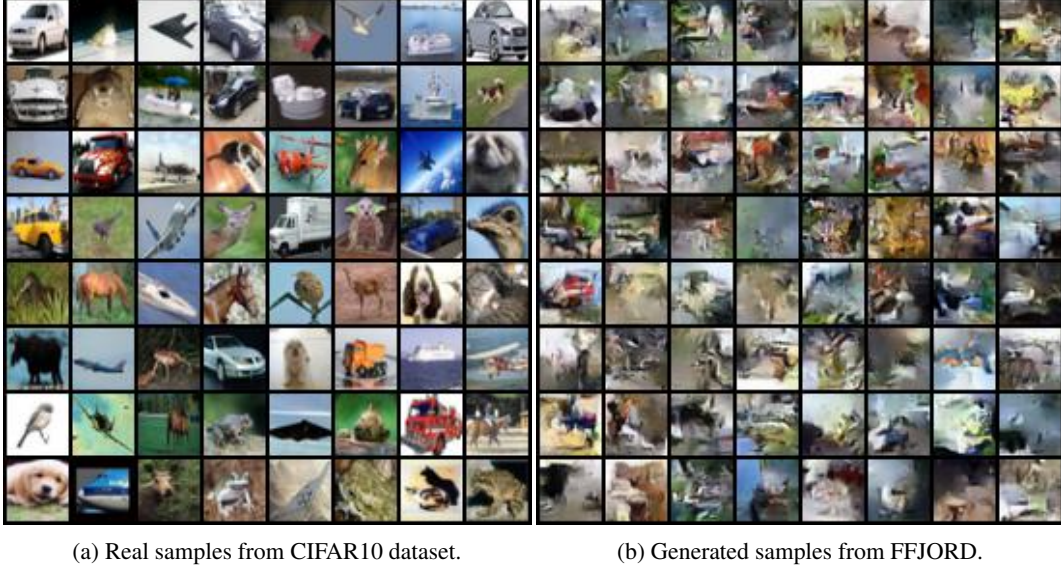 (a) Real samples from CIFAR10 dataset.
(b) Generated samples from FFJORD.